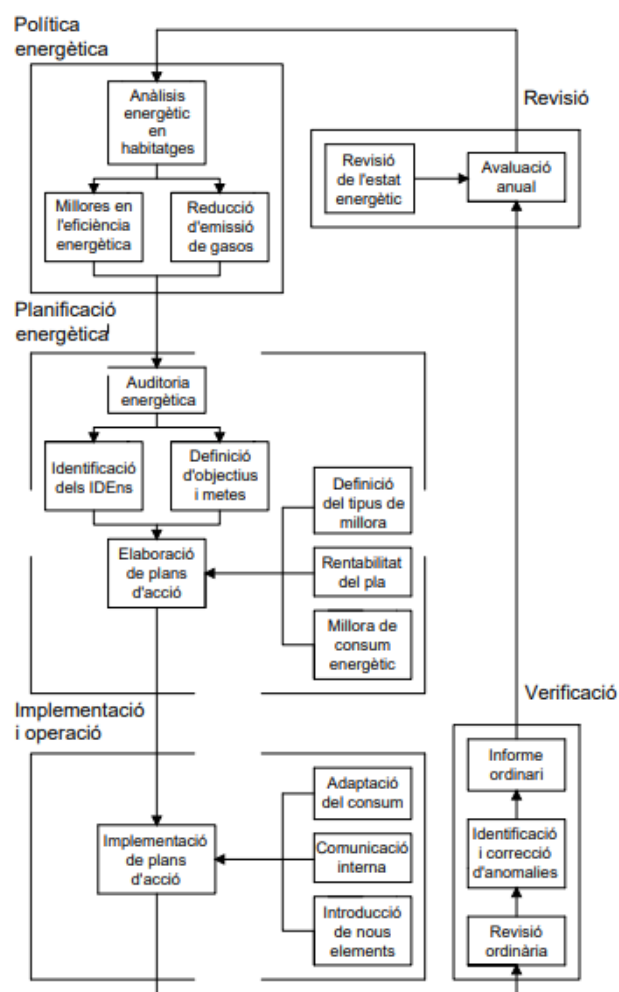 Política
energètica
Anàlisis
energètic
en
habitatges
Millores en
l'eficiència
energètica
Reducció
d'emissió
de gasos
Revisió
Revisió
de l'estat
energètic
Avaluació
anual
Planificació
energètica
Auditoria
energètica
Identificació
dels IDEns
Definició
d'objectius
i metes
Elaboració
de plans
d'acció
Definició
del tipus de
millora
Rentabilitat
del pla
Millora de
consum
energètic
Implementació
i operació
Implementació
de plans
d'acció
Adaptació
del consum
Comunicació
interna
Introducció
de nous
elements
Verificació
Informe
ordinari
Identificació
i correcció
d'anomalies
Revisió
ordinària